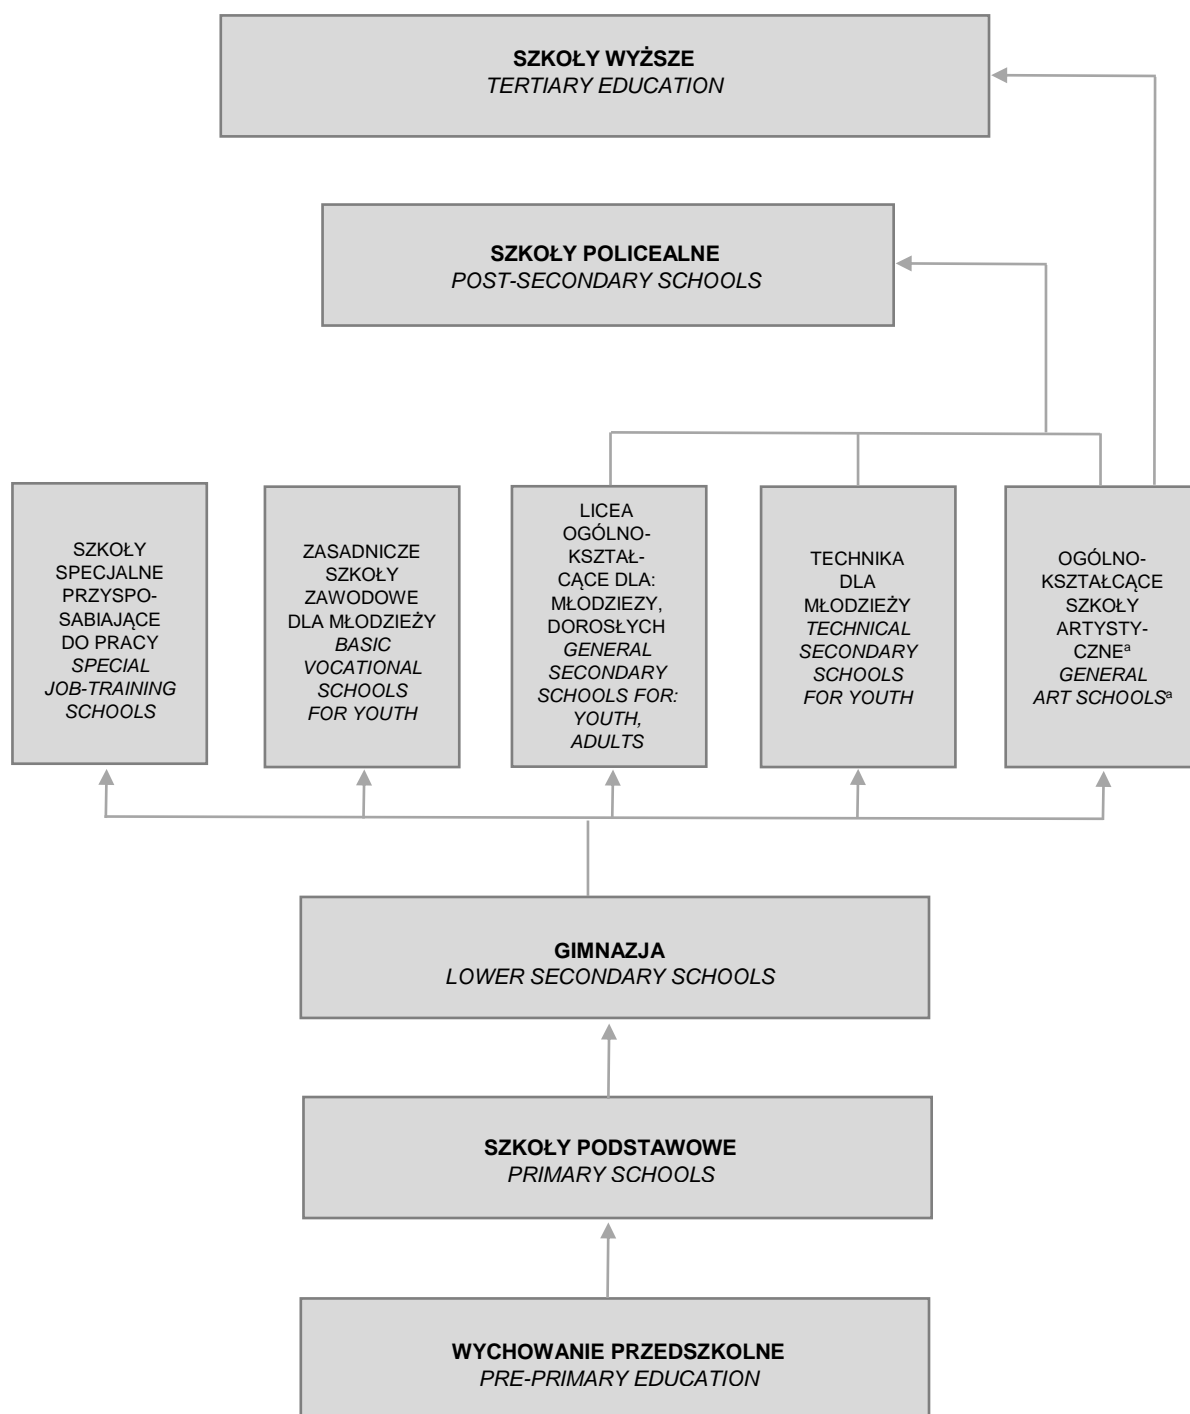 SZKOŁY WYŻSZE
TERTIARY EDUCATION
SZKOŁY POLICEALNE
POST-SECONDARY SCHOOLS
SZKOŁY
SPECJALNE
PRZYSPO-
SABIAJĄCE
DO PRACY
SPECIAL
JOB-TRAINING
SCHOOLS
ZASADNICZE
SZKOŁY
ZAWODOWE
DLA MŁODZIEŻY
BASIC
VOCATIONAL
SCHOOLS
FOR YOUTH
LICEA
OGÓLNO-
KSZTAŁ-
CĄCE DLA:
MŁODZIEZY,
DOROSŁYCH
GENERAL
SECONDARY
SCHOOLS FOR:
YOUTH,
ADULTS
TECHNIKA
DLA
MŁODZIEŻY
TECHNICAL
SECONDARY
SCHOOLS
FOR YOUTH
OGÓLNO-
KSZTAŁCĄCE
SZKOŁY
ARTYSTY-
CZNEᵃ
GENERAL
ART SCHOOLSᵃ
GIMNAZJA
LOWER SECONDARY SCHOOLS
SZKOŁY PODSTAWOWE
PRIMARY SCHOOLS
WYCHOWANIE PRZEDSZKOLNE
PRE-PRIMARY EDUCATION